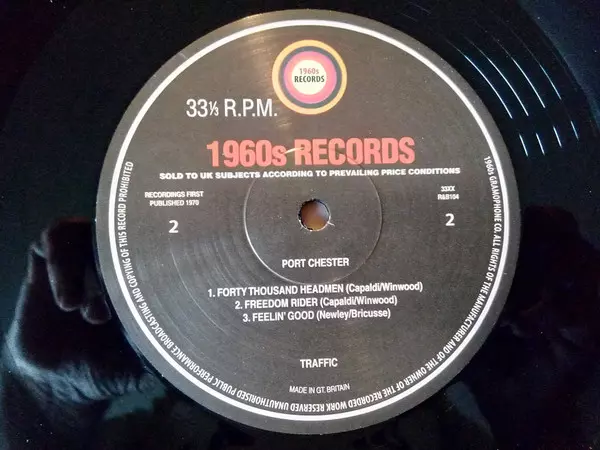 1960s
RECORDS
33⅓ R.P.M.
1960s RECORDS
SOLD TO UK SUBJECTS ACCORDING TO PREVAILING PRICE CONDITIONS
RECORDINGS FIRST
PUBLISHED 1970
33XX
R&B104
2
2
PORT CHESTER
1. FORTY THOUSAND HEADMEN (Capaldi/Winwood)
2. FREEDOM RIDER (Capaldi/Winwood)
3. FEELIN' GOOD (Newley/Bricusse)
TRAFFIC
MADE IN GT. BRITAIN
1960s GRAMOPHONE CO. ALL RIGHTS OF THE MANUFACTURER AND OF THE OWNER OF THE RECORDED WORK RESERVED UNAUTHORISED PUBLIC PERFORMANCE BROADCASTING AND COPYING OF THIS RECORD PROHIBITED